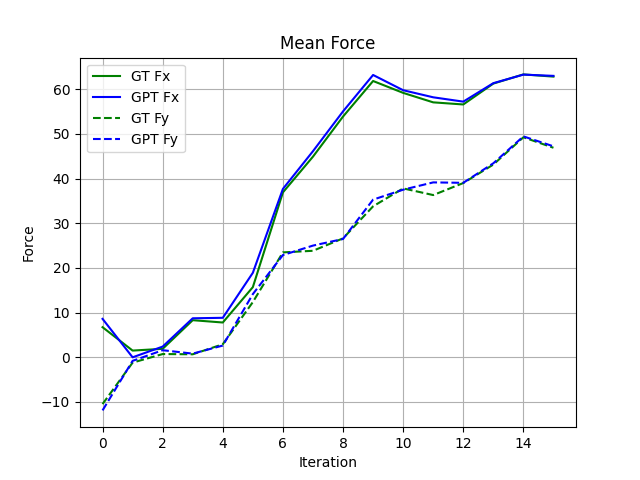 Mean Force
GT Fx
GPT Fx
GT Fy
GPT Fy
60
50
40
30
20
10
0
−10
Force
0 2 4 6 8 10 12 14
Iteration